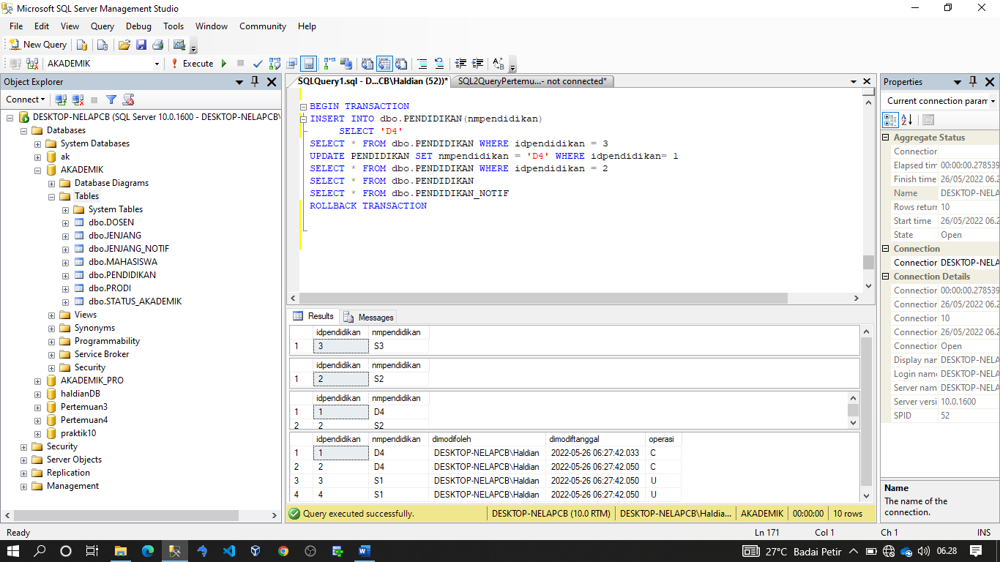 Microsoft SQL Server Management Studio
File Edit View Query Debug Tools Window Community Help
New Query
AKADEMIK
Execute
Object Explorer
Connect
DESKTOP-NELAPCB (SQL Server 10.0.1600 - DESKTOP-NELAPCB\
Databases
System Databases
ak
AKADEMIK
Database Diagrams
Tables
System Tables
dbo.DOSEN
dbo.JENJANG
dbo.JENJANG_NOTIF
dbo.MAHASISWA
dbo.PENDIDIKAN
dbo.PRODI
dbo.STATUS_AKADEMIK
Views
Synonyms
Programmability
Service Broker
Security
AKADEMIK_PRO
haldianDB
Pertemuan3
Pertemuan4
praktik10
Security
Server Objects
Replication
Management
SQLQuery1.sql - D...CB\Haldian (52))* SQL2QueryPertemu...- not connected*
BEGIN TRANSACTION
INSERT INTO dbo.PENDIDIKAN(nmpendidikan)
SELECT 'D4'
SELECT * FROM dbo.PENDIDIKAN WHERE idpendidikan = 3
UPDATE PENDIDIKAN SET nmpendidikan = 'D4' WHERE idpendidikan= 1
SELECT * FROM dbo.PENDIDIKAN WHERE idpendidikan = 2
SELECT * FROM dbo.PENDIDIKAN
SELECT * FROM dbo.PENDIDIKAN_NOTIF
ROLLBACK TRANSACTION
Results Messages
idpendidikan nmpendidikan
1 3 S3
idpendidikan nmpendidikan
1 2 S2
idpendidikan nmpendidikan
1 1 D4
2 2 S2
idpendidikan nmpendidikan dimodifoleh dimodiftanggal operasi
1 1 D4 DESKTOP-NELAPCB\Haldian 2022-05-26 06:27:42.033 C
2 2 D4 DESKTOP-NELAPCB\Haldian 2022-05-26 06:27:42.050 C
3 3 S1 DESKTOP-NELAPCB\Haldian 2022-05-26 06:27:42.050 U
4 4 S1 DESKTOP-NELAPCB\Haldian 2022-05-26 06:27:42.050 U
Query executed successfully. DESKTOP-NELAPCB (10.0 RTM) DESKTOP-NELAPCB\Haldia... AKADEMIK 00:00:00 10 rows
Properties
Current connection param
Aggregate Status
Connection
Elapsed tim 00:00:00.278539
Finish time 26/05/2022 06.2
Name DESKTOP-NELA
Rows returr 10
Start time 26/05/2022 06.2
State Open
Connection
Connection DESKTOP-NELA
Connection Details
Connection 00:00:00.278539
Connection 26/05/2022 06.2
Connection 10
Connection 26/05/2022 06.2
Connection Open
Display nar DESKTOP-NELA
Login name DESKTOP-NELA
Server nam DESKTOP-NELA
Server versi 10.0.1600
SPID 52
Name
The name of the
connection.
Ready Ln 171 Col 1 Ch 1 INS
27°C Badai Petir 06.28